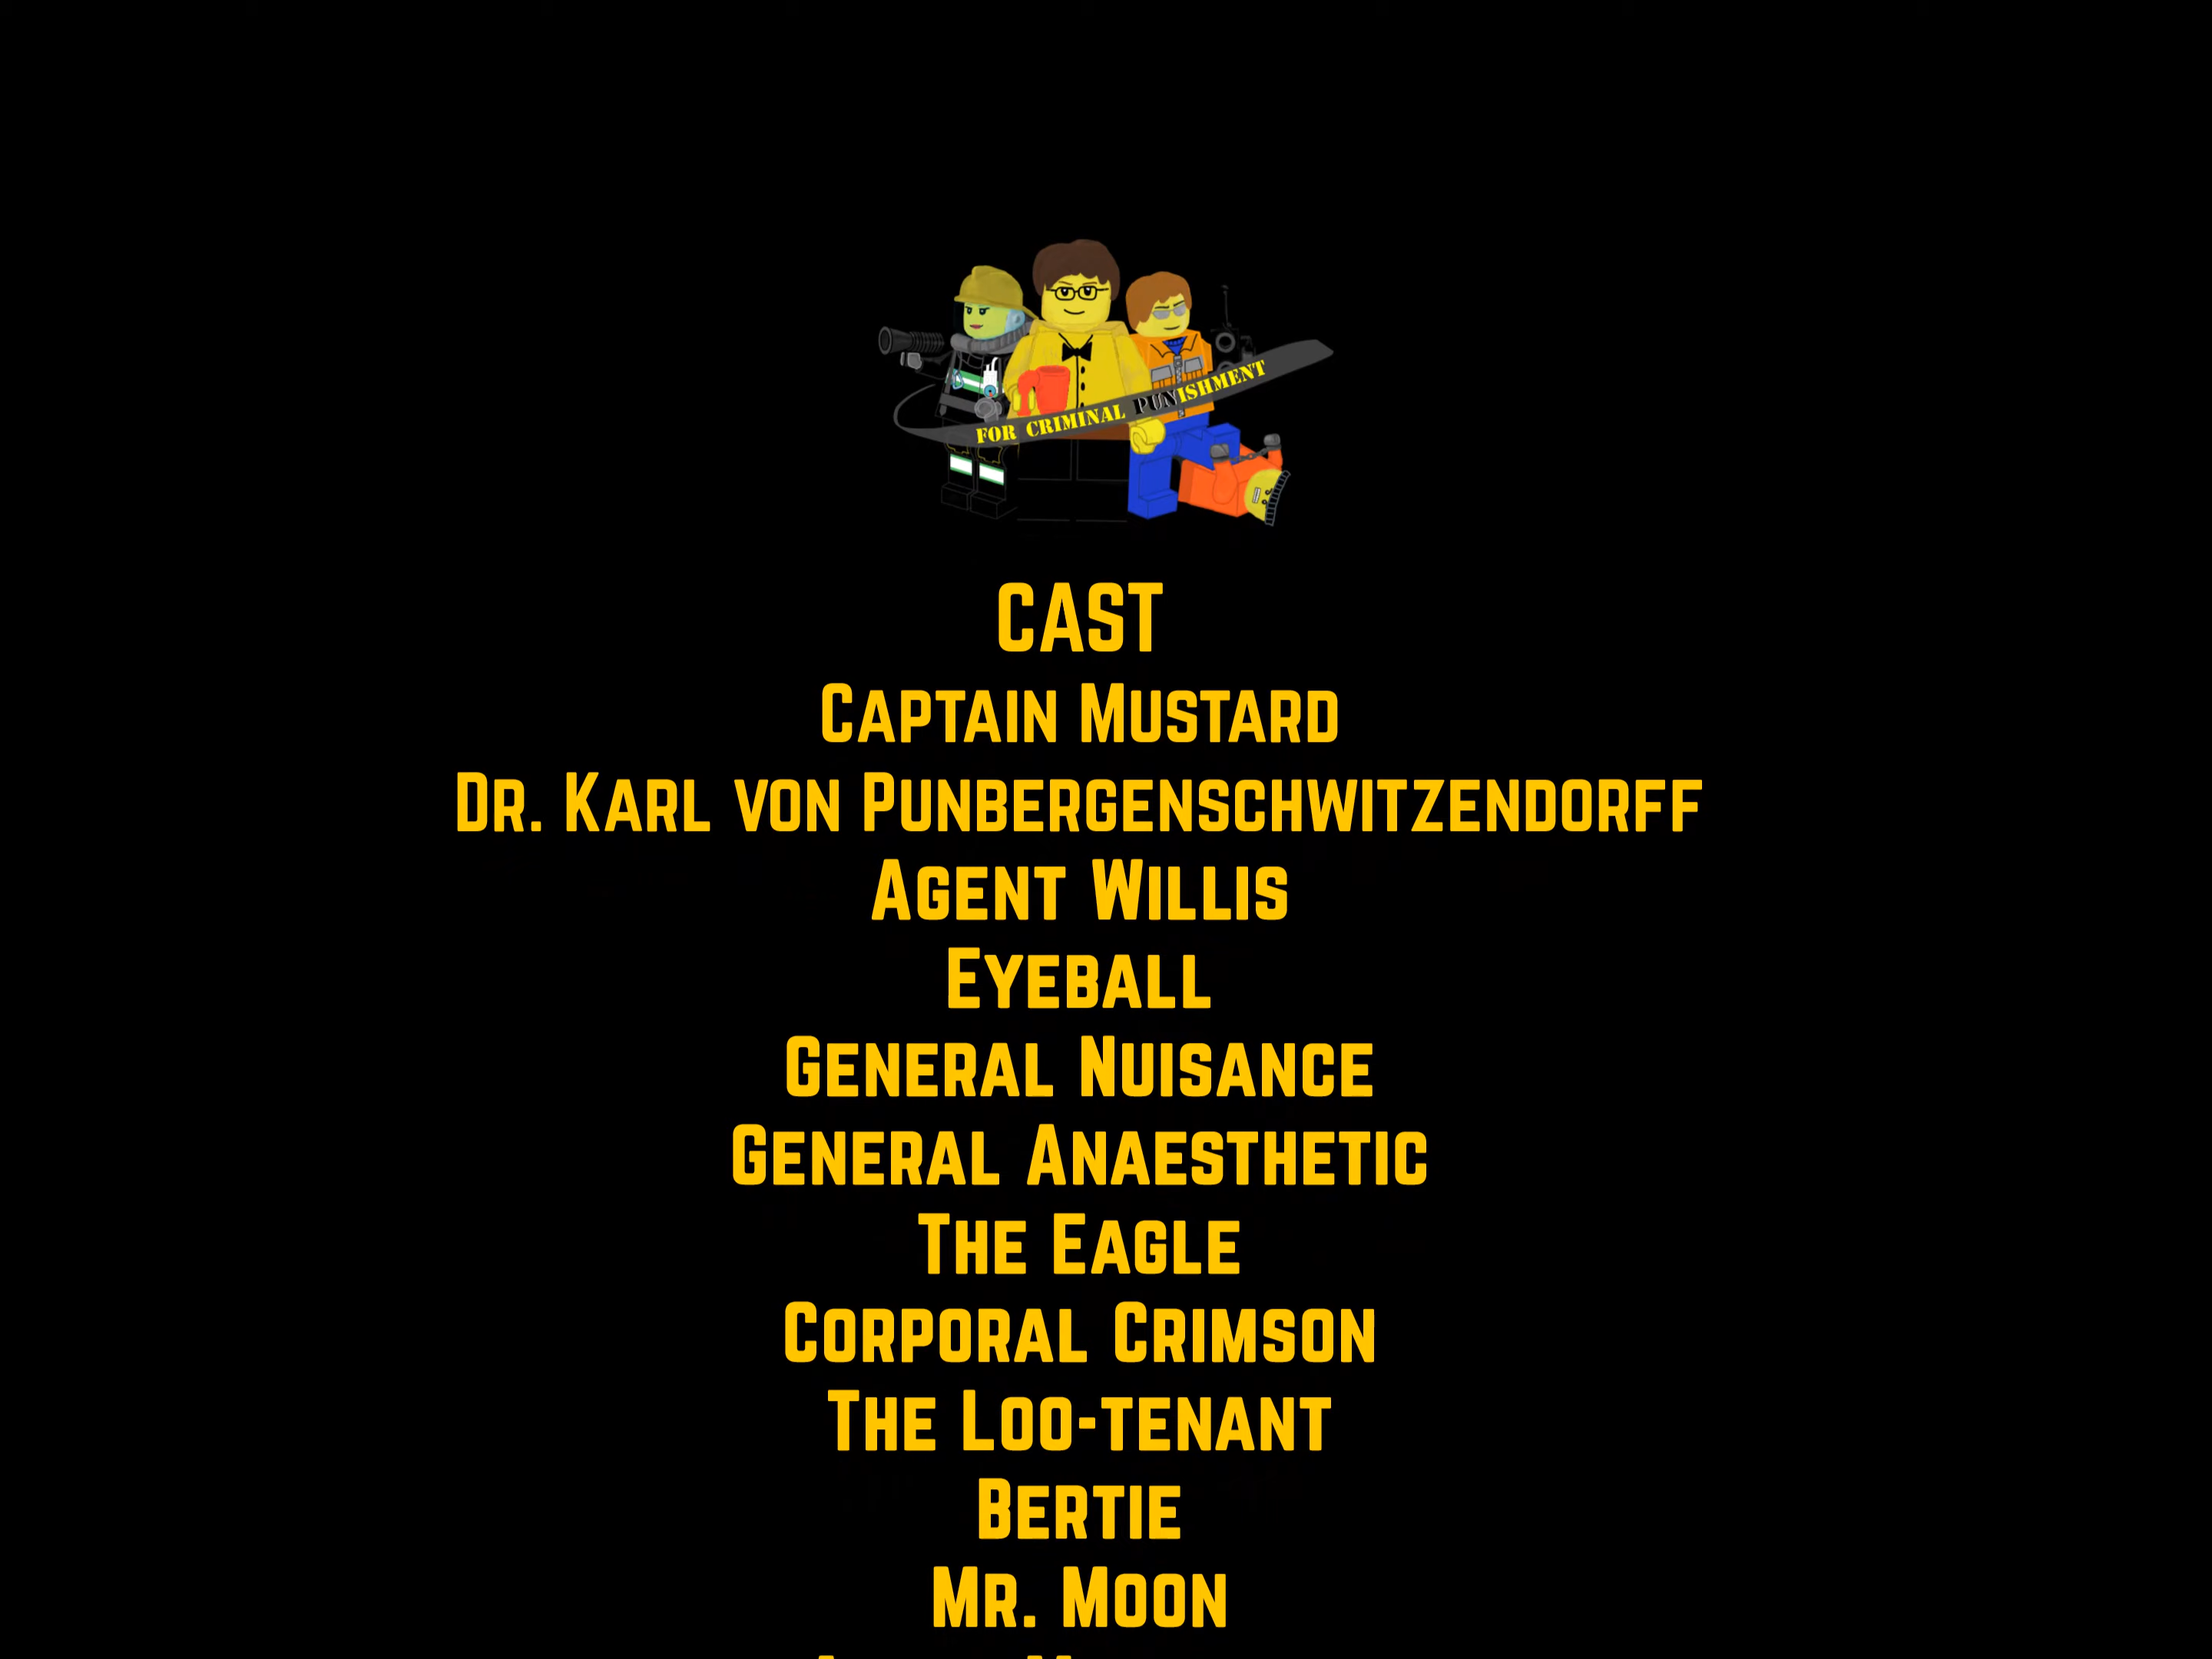 FOR CRIMINAL PUNISHMENT
CAST
CAPTAIN MUSTARD
DR. KARL VON PUNBERGENSCHWITZENDORFF
AGENT WILLIS
EYEBALL
GENERAL NUISANCE
GENERAL ANAESTHETIC
THE EAGLE
CORPORAL CRIMSON
THE LOO-TENANT
BERTIE
MR. MOON